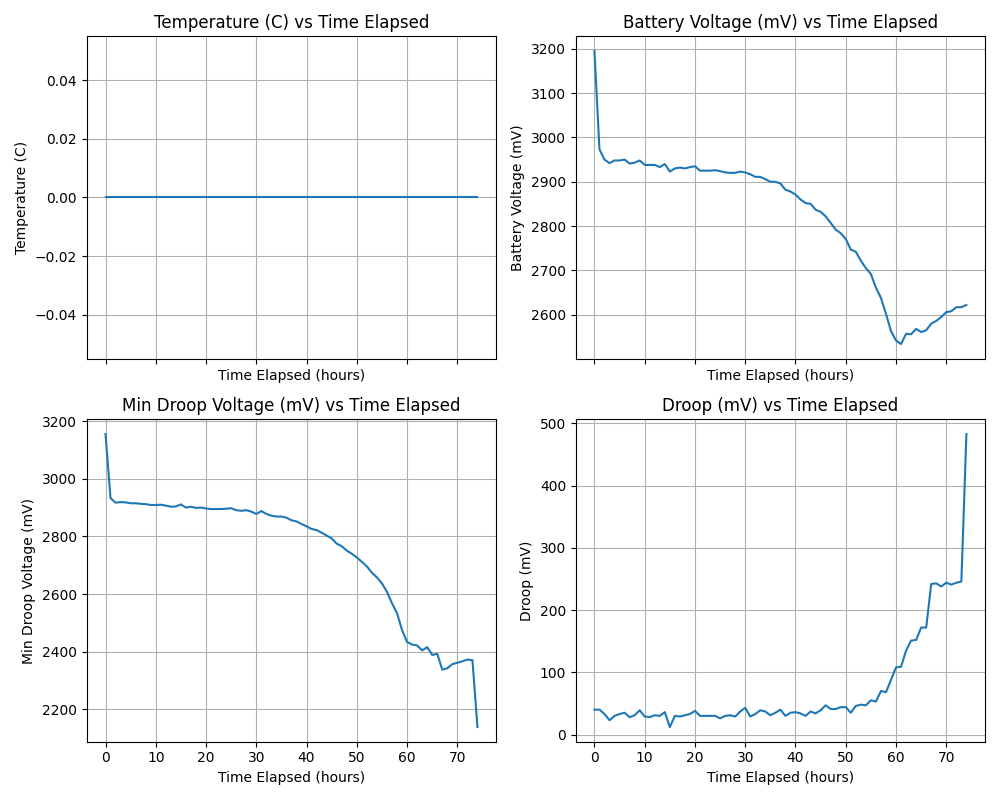 Temperature (C) vs Time Elapsed
0.04
0.02
0.00
−0.02
−0.04
Temperature (C)
Time Elapsed (hours)
Battery Voltage (mV) vs Time Elapsed
3200
3100
3000
2900
2800
2700
2600
Battery Voltage (mV)
Time Elapsed (hours)
Min Droop Voltage (mV) vs Time Elapsed
3200
3000
2800
2600
2400
2200
Min Droop Voltage (mV)
0 10 20 30 40 50 60 70
Time Elapsed (hours)
Droop (mV) vs Time Elapsed
500
400
300
200
100
0
Droop (mV)
0 10 20 30 40 50 60 70
Time Elapsed (hours)